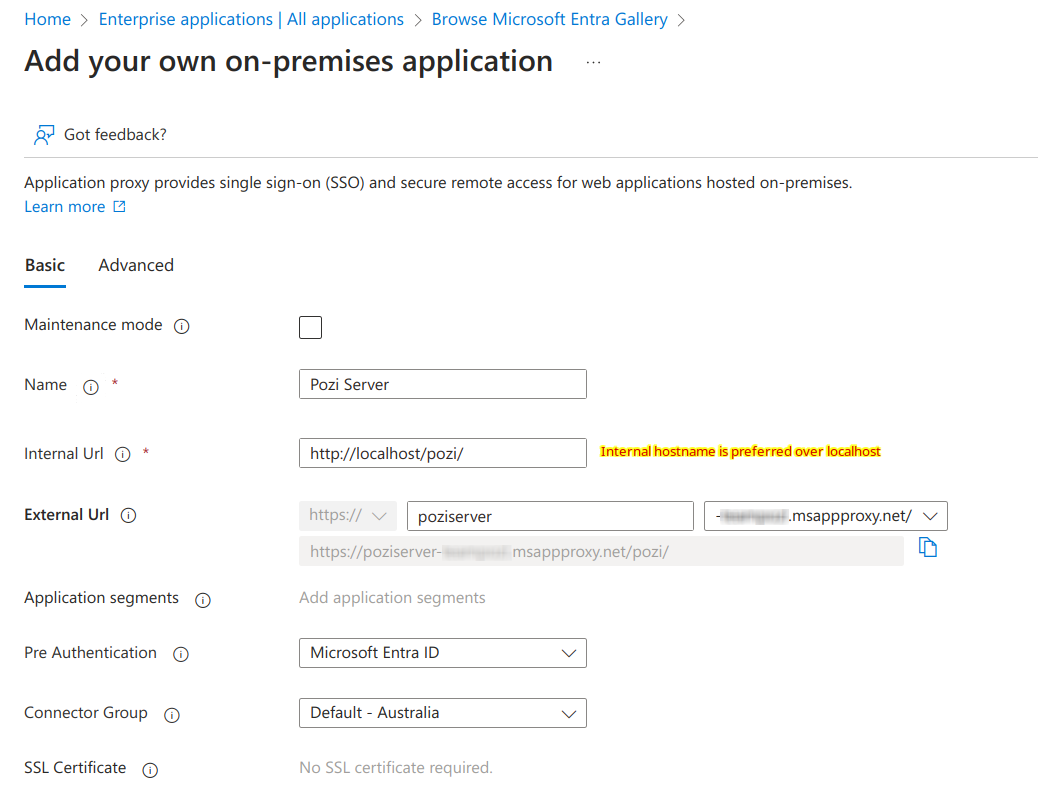 Home > Enterprise applications | All applications > Browse Microsoft Entra Gallery >
Add your own on-premises application ...
Got feedback?
Application proxy provides single sign-on (SSO) and secure remote access for web applications hosted on-premises.
Learn more
Basic Advanced
Maintenance mode
Name * Pozi Server
Internal Url * http://localhost/pozi/ Internal hostname is preferred over localhost
External Url https:// poziserver - .msappproxy.net/
https://poziserver- .msappproxy.net/pozi/
Application segments Add application segments
Pre Authentication Microsoft Entra ID
Connector Group Default - Australia
SSL Certificate No SSL certificate required.